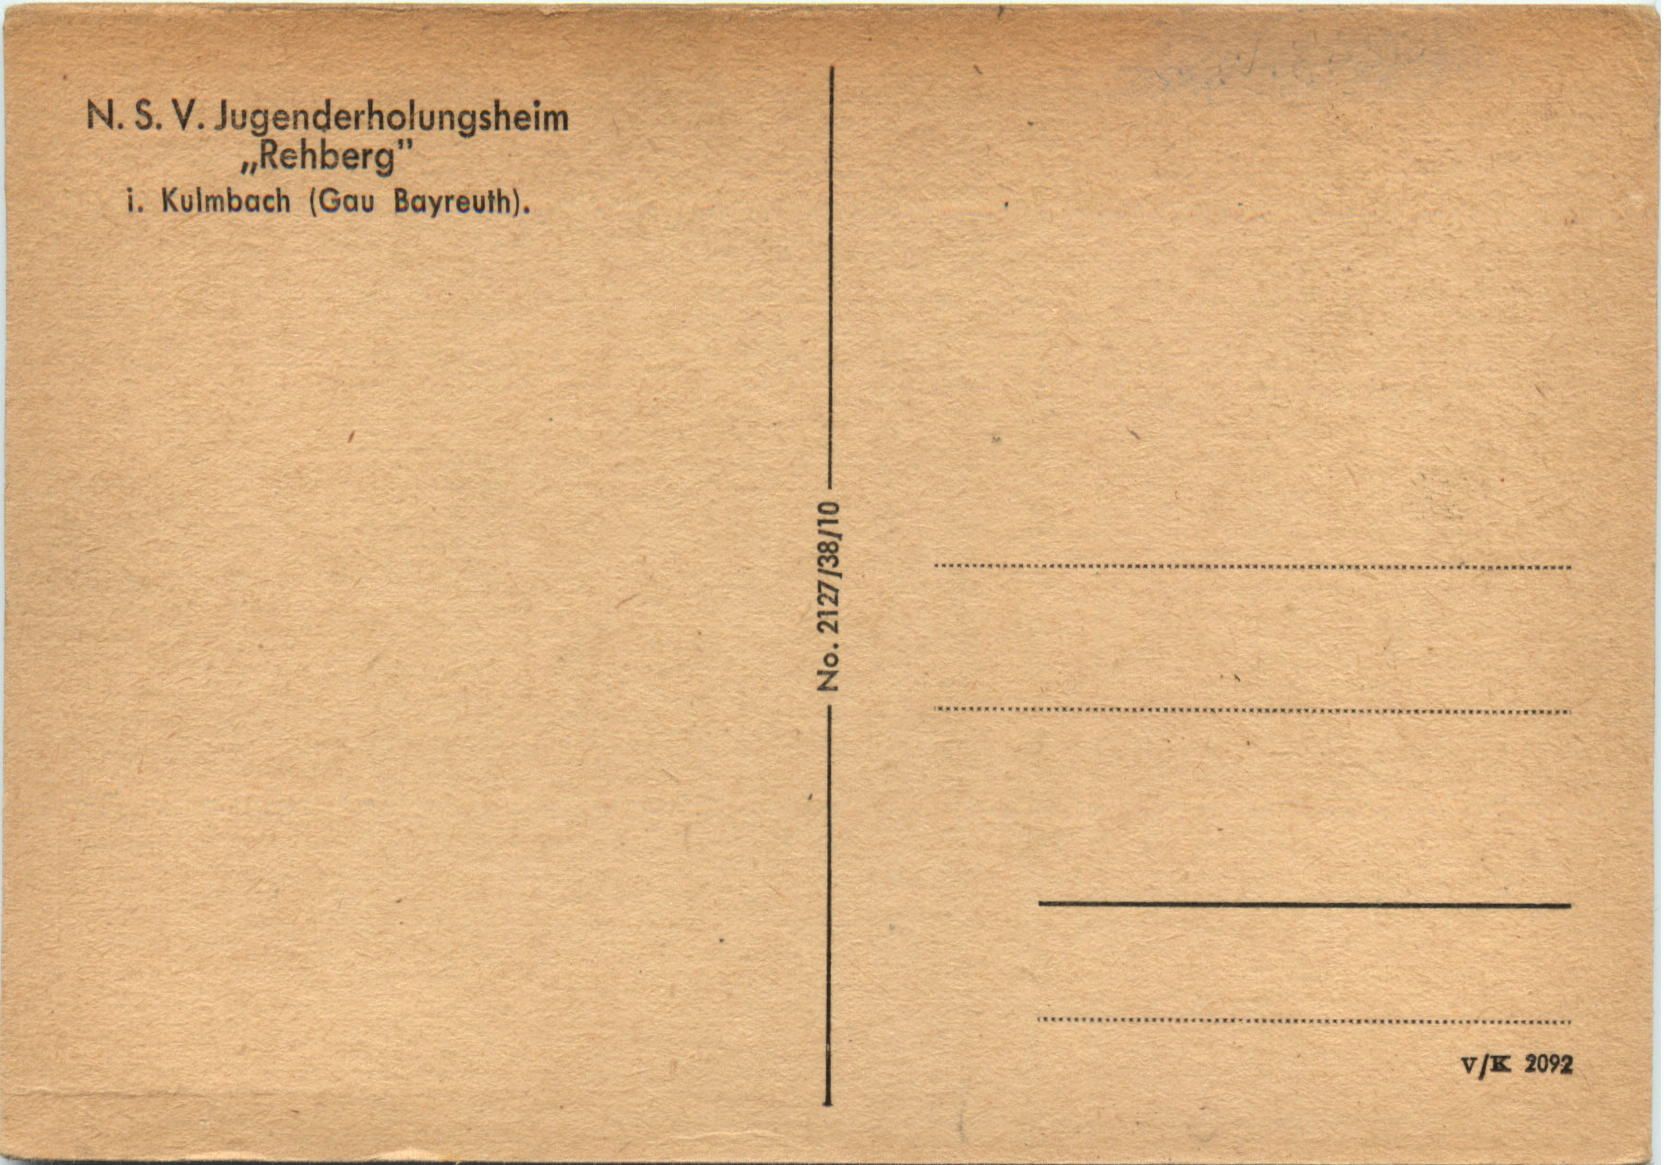 N. S. V. Jugenderholungsheim
„Rehberg"
i. Kulmbach (Gau Bayreuth).
No. 2127/38/10
V/K 2092